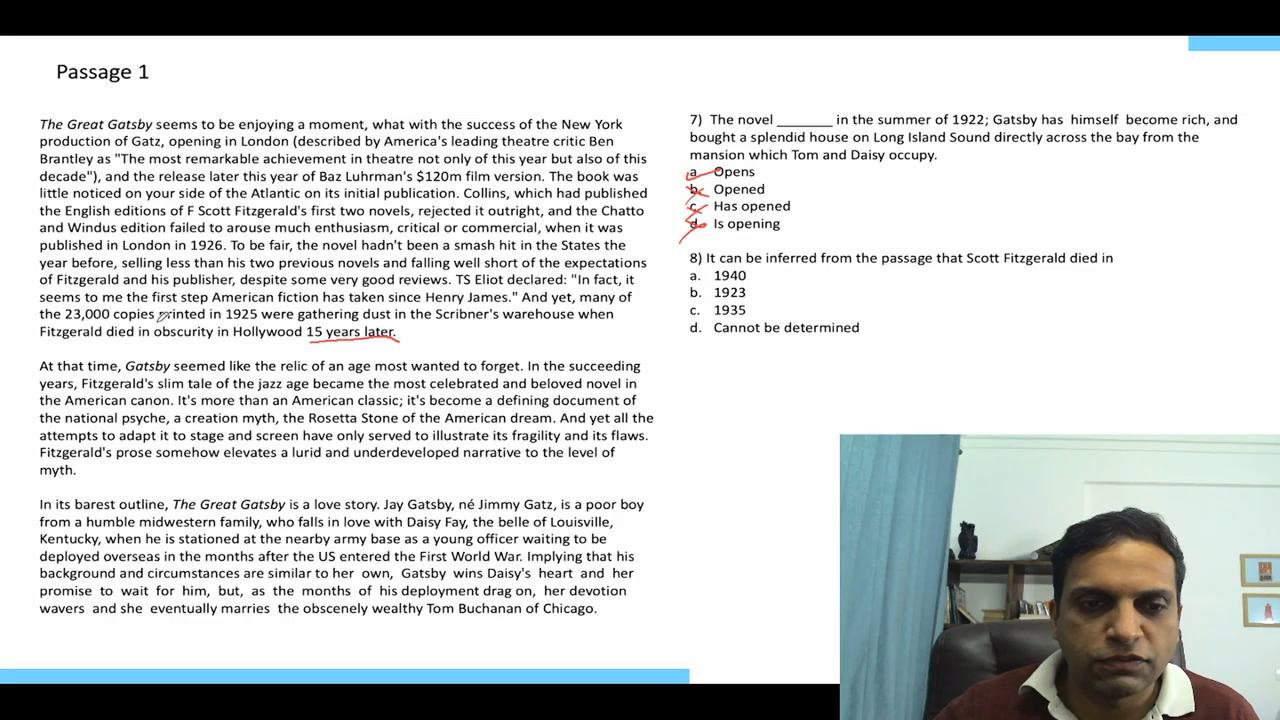 Passage 1
The Great Gatsby seems to be enjoying a moment, what with the success of the New York
production of Gatz, opening in London (described by America's leading theatre critic Ben
Brantley as "The most remarkable achievement in theatre not only of this year but also of this
decade"), and the release later this year of Baz Luhrman's $120m film version. The book was
little noticed on your side of the Atlantic on its initial publication. Collins, which had published
the English editions of F Scott Fitzgerald's first two novels, rejected it outright, and the Chatto
and Windus edition failed to arouse much enthusiasm, critical or commercial, when it was
published in London in 1926. To be fair, the novel hadn't been a smash hit in the States the
year before, selling less than his two previous novels and falling well short of the expectations
of Fitzgerald and his publisher, despite some very good reviews. TS Eliot declared: "In fact, it
seems to me the first step American fiction has taken since Henry James." And yet, many of
the 23,000 copies printed in 1925 were gathering dust in the Scribner's warehouse when
Fitzgerald died in obscurity in Hollywood 15 years later.
At that time, Gatsby seemed like the relic of an age most wanted to forget. In the succeeding
years, Fitzgerald's slim tale of the jazz age became the most celebrated and beloved novel in
the American canon. It's more than an American classic; it's become a defining document of
the national psyche, a creation myth, the Rosetta Stone of the American dream. And yet all the
attempts to adapt it to stage and screen have only served to illustrate its fragility and its flaws.
Fitzgerald's prose somehow elevates a lurid and underdeveloped narrative to the level of
myth.
In its barest outline, The Great Gatsby is a love story. Jay Gatsby, né Jimmy Gatz, is a poor boy
from a humble midwestern family, who falls in love with Daisy Fay, the belle of Louisville,
Kentucky, when he is stationed at the nearby army base as a young officer waiting to be
deployed overseas in the months after the US entered the First World War. Implying that his
background and circumstances are similar to her own, Gatsby wins Daisy's heart and her
promise to wait for him, but, as the months of his deployment drag on, her devotion
wavers and she eventually marries the obscenely wealthy Tom Buchanan of Chicago.
7) The novel _______ in the summer of 1922; Gatsby has himself become rich, and
bought a splendid house on Long Island Sound directly across the bay from the
mansion which Tom and Daisy occupy.
a. Opens
b. Opened
c. Has opened
d. Is opening
8) It can be inferred from the passage that Scott Fitzgerald died in
a. 1940
b. 1923
c. 1935
d. Cannot be determined